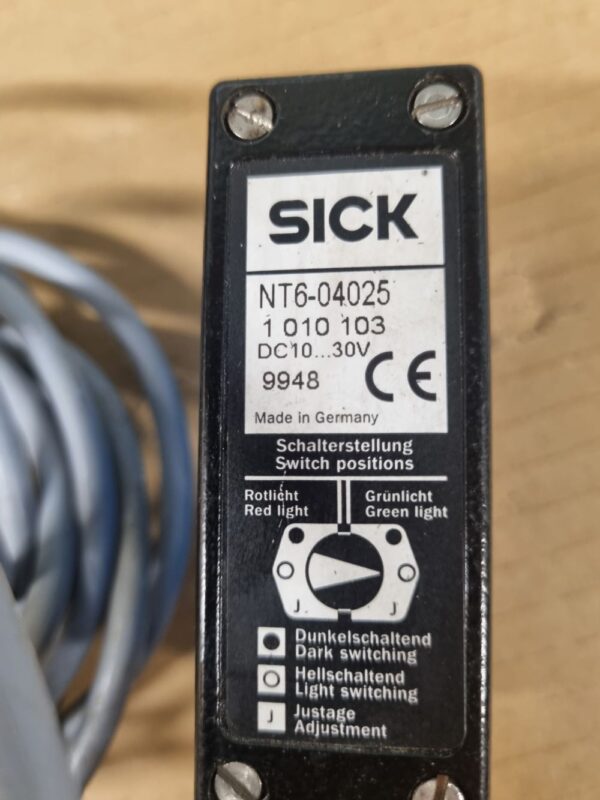 SICK
NT6-04025
1 010 103
DC10...30V
9948 CE
Made in Germany
Schalterstellung
Switch positions
Rotlicht
Red light
Grünlicht
Green light
J J
Dunkelschaltend
Dark switching
Hellschaltend
Light switching
J Justage
Adjustment